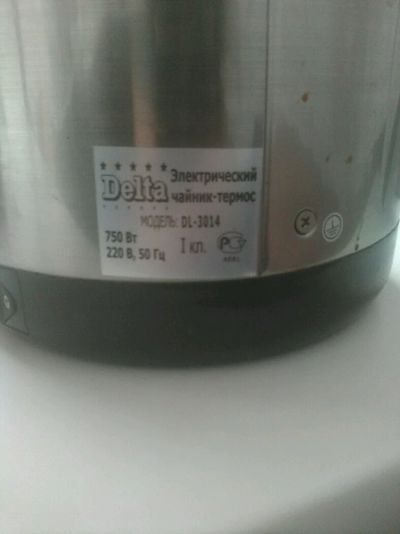 Delta
Электрический
чайник-термос
МОДЕЛЬ: DL-3014
750 Вт
220 В, 50 Гц
I кл.